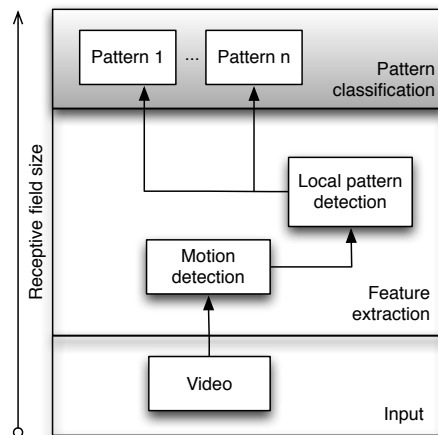 Pattern 1
...
Pattern n
Pattern
classification
Receptive field size
Local pattern
detection
Motion
detection
Feature
extraction
Video
Input